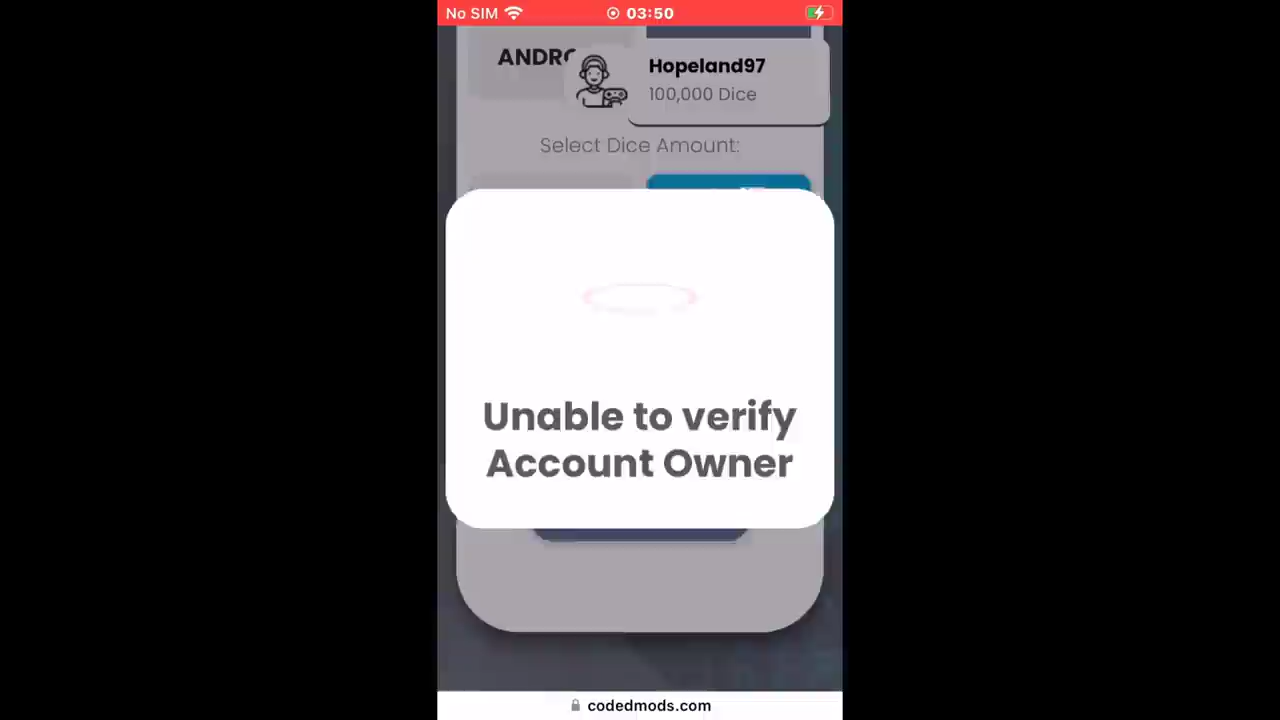 No SIM 03:50
ANDRO
Hopeland97
100,000 Dice
Select Dice Amount:
Unable to verify
Account Owner
codedmods.com